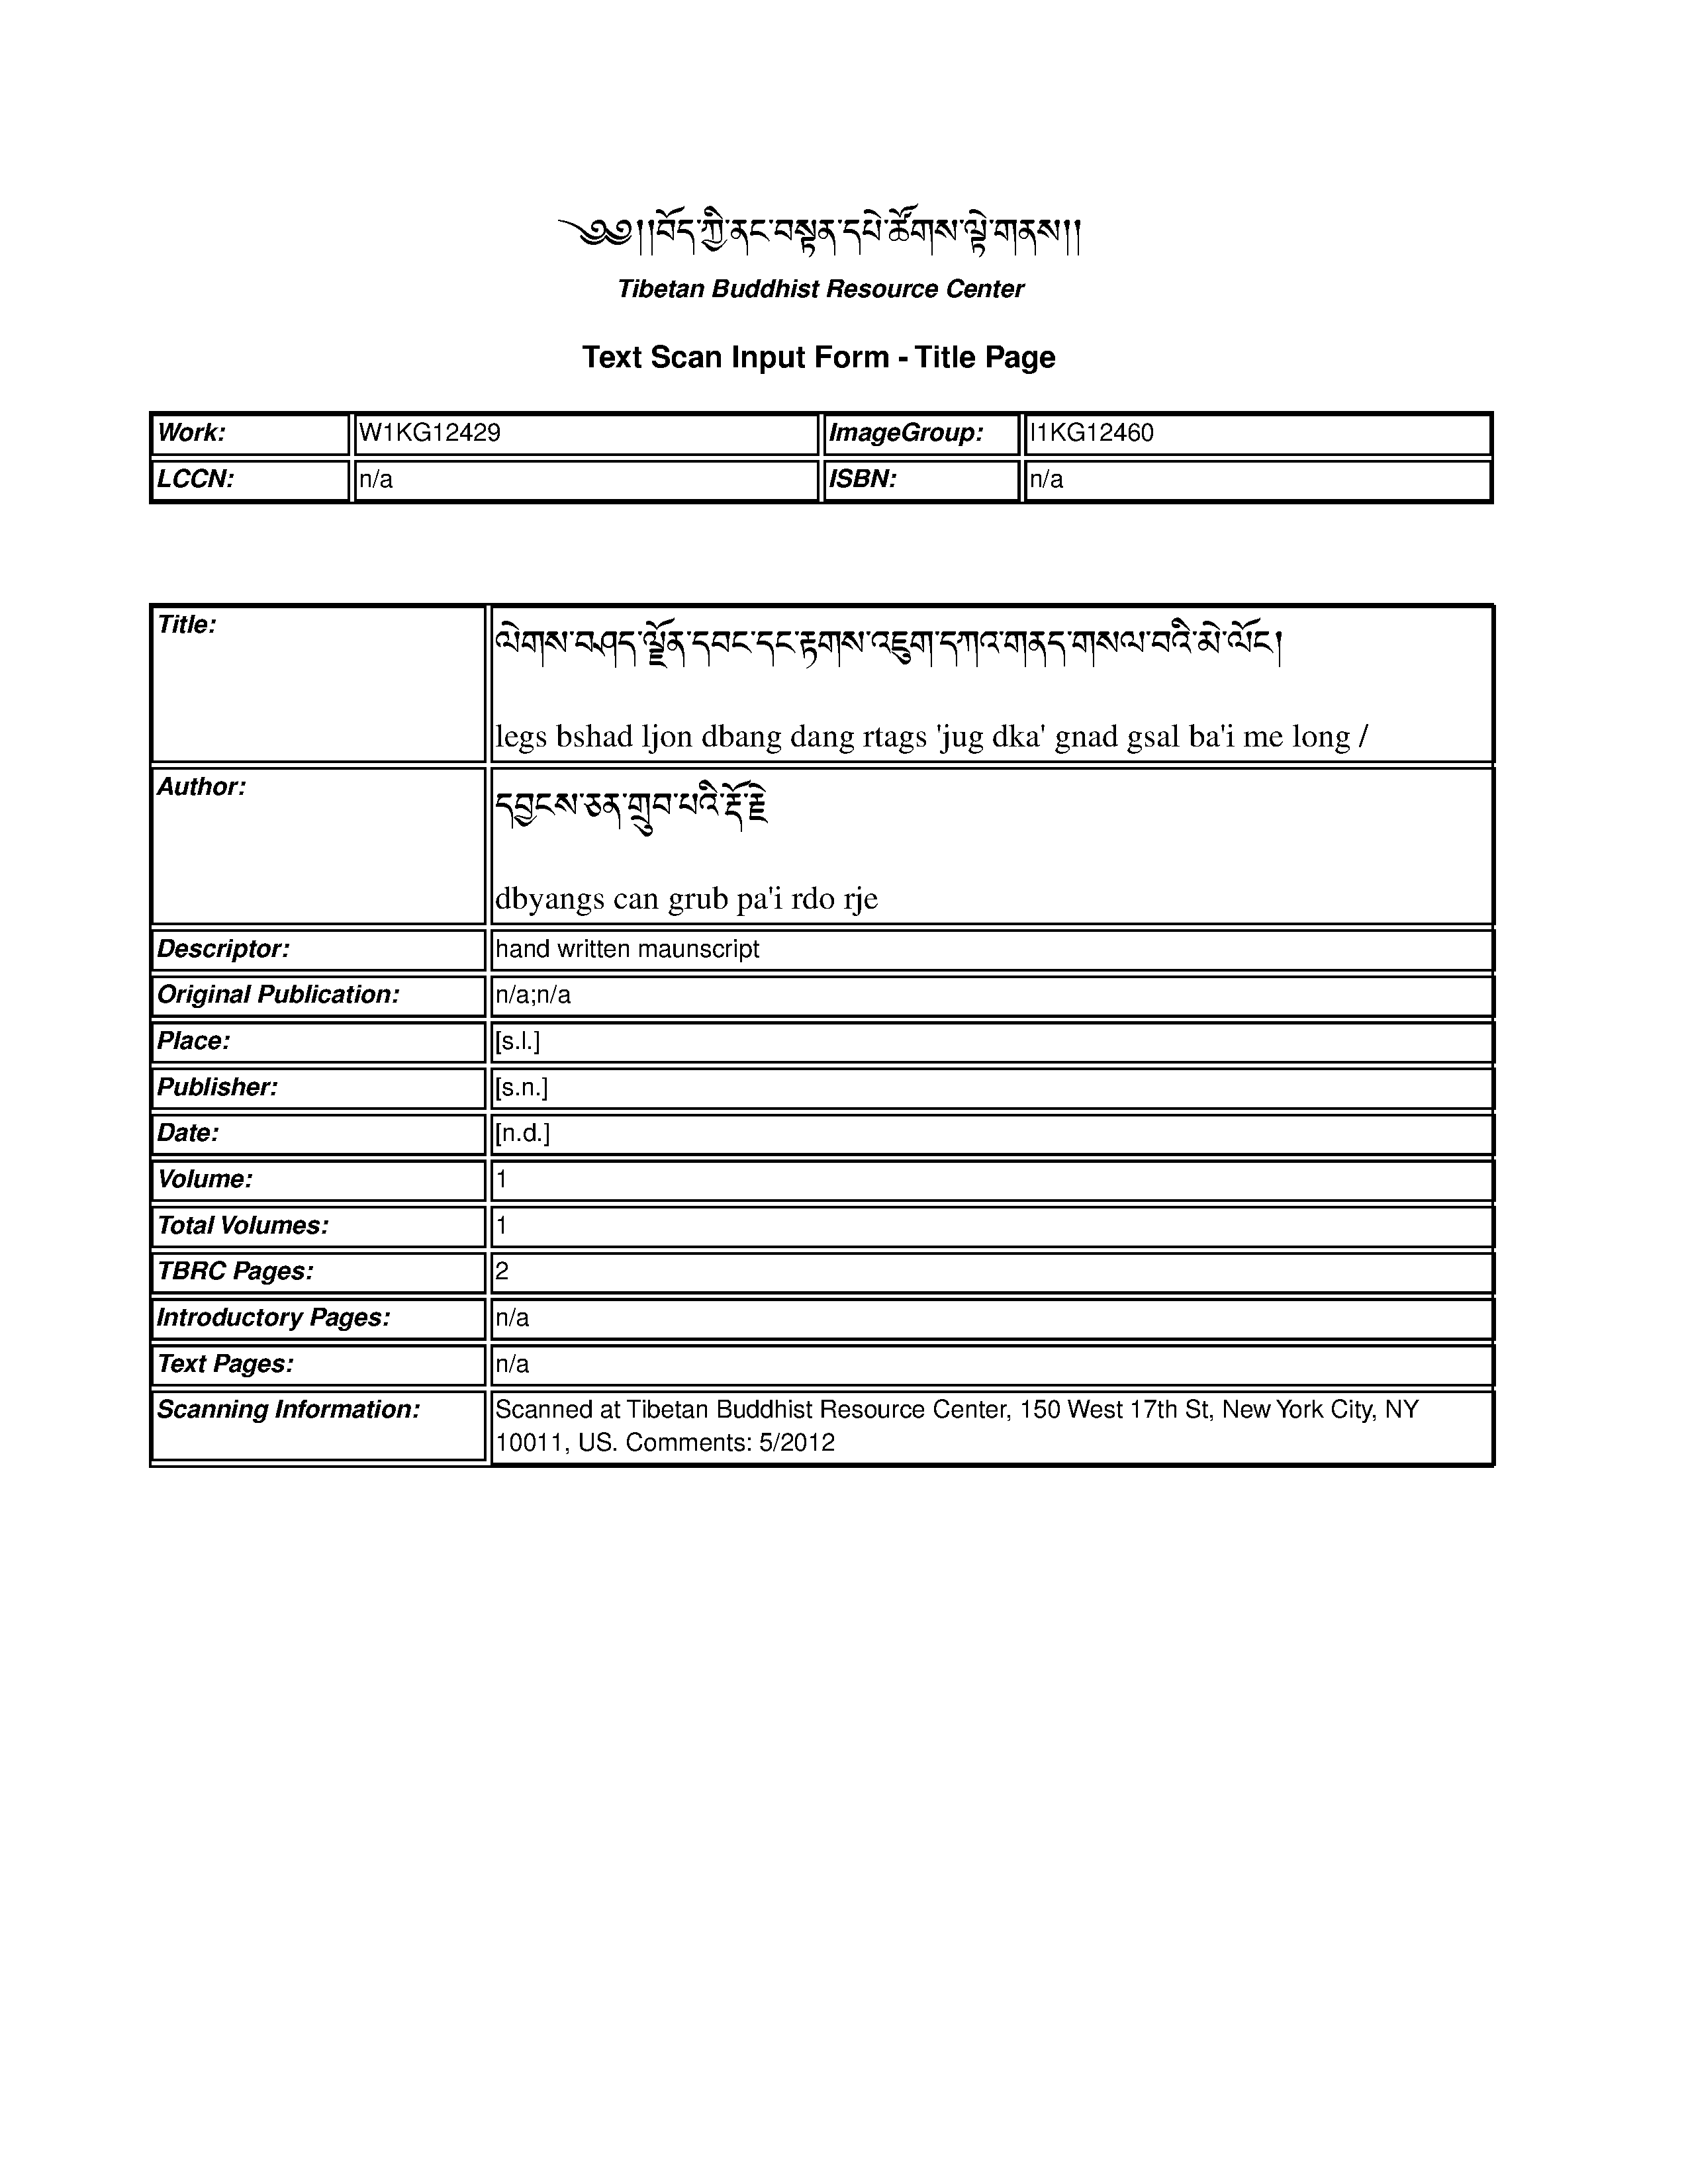 ༄༅།།བོད་ཀྱི་ནང་བསྟན་དཔེ་ཚོགས་ལྟེ་གནས།།
Tibetan Buddhist Resource Center
Text Scan Input Form - Title Page
Work: W1KG12429 ImageGroup: I1KG12460
LCCN: n/a ISBN: n/a
Title: ལེགས་བཤད་ལྗོན་དབང་དང་རྟགས་འཇུག་དཀའ་གནད་གསལ་བའི་མེ་ལོང་།
legs bshad ljon dbang dang rtags 'jug dka' gnad gsal ba'i me long /
Author: དབྱངས་ཅན་གྲུབ་པའི་རྡོ་རྗེ
dbyangs can grub pa'i rdo rje
Descriptor: hand written maunscript
Original Publication: n/a;n/a
Place: [s.l.]
Publisher: [s.n.]
Date: [n.d.]
Volume: 1
Total Volumes: 1
TBRC Pages: 2
Introductory Pages: n/a
Text Pages: n/a
Scanning Information: Scanned at Tibetan Buddhist Resource Center, 150 West 17th St, New York City, NY
10011, US. Comments: 5/2012